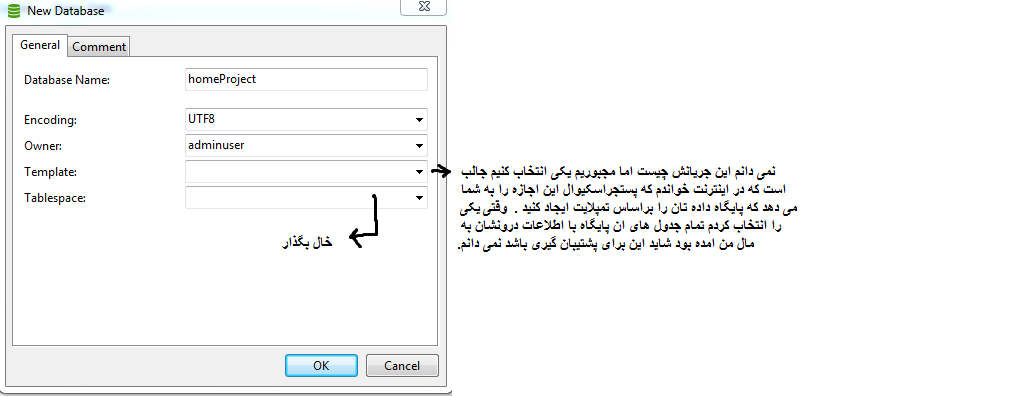 New Database
General
Comment
Database Name:
homeProject
Encoding:
UTF8
Owner:
adminuser
Template:
Tablespace:
نمی دانم این جریانش چیست اما مجبوریم یکی انتخاب کنیم جالب
است که در اینترنت خواندم که پستجراسکیوال این اجازه را به شما
می دهد که پایگاه داده تان را براساس تمپلایت ایجاد کنید . وقتی یکی
را انتخاب کردم تمام جدول های ان پایگاه با اطلاعات درونشان به
مال من امده بود شاید این برای پشتیبان گیری باشد نمی دانم.
خال بگذار
OK
Cancel